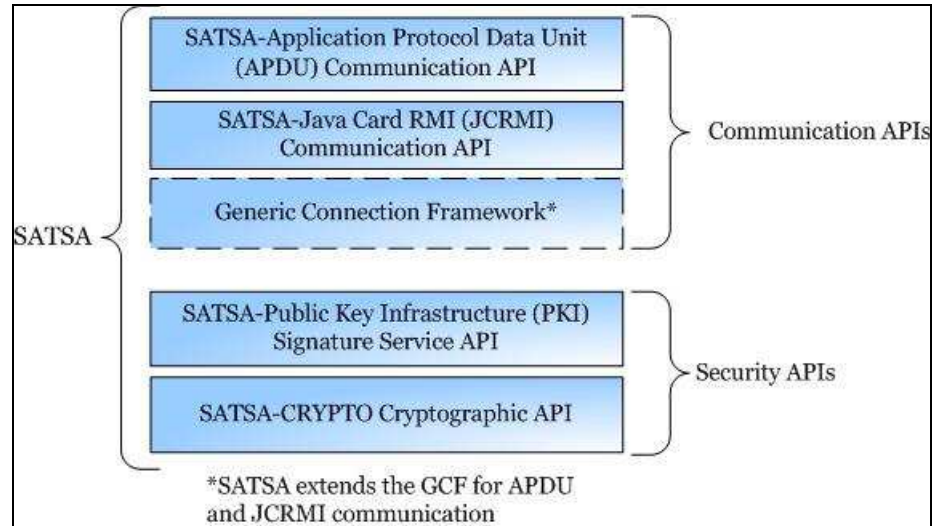 SATSA-Application Protocol Data Unit
(APDU) Communication API
SATSA-Java Card RMI (JCRMI)
Communication API
Communication APIs
Generic Connection Framework*
SATSA
SATSA-Public Key Infrastructure (PKI)
Signature Service API
Security APIs
SATSA-CRYPTO Cryptographic API
*SATSA extends the GCF for APDU
and JCRMI communication